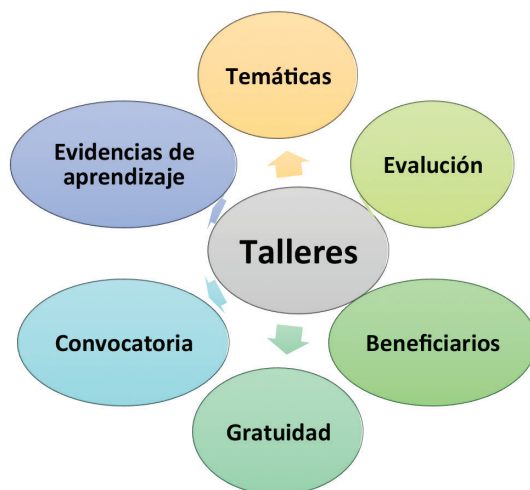 Temáticas
Evidencias de
aprendizaje
Evalución
Talleres
Convocatoria
Beneficiarios
Gratuidad